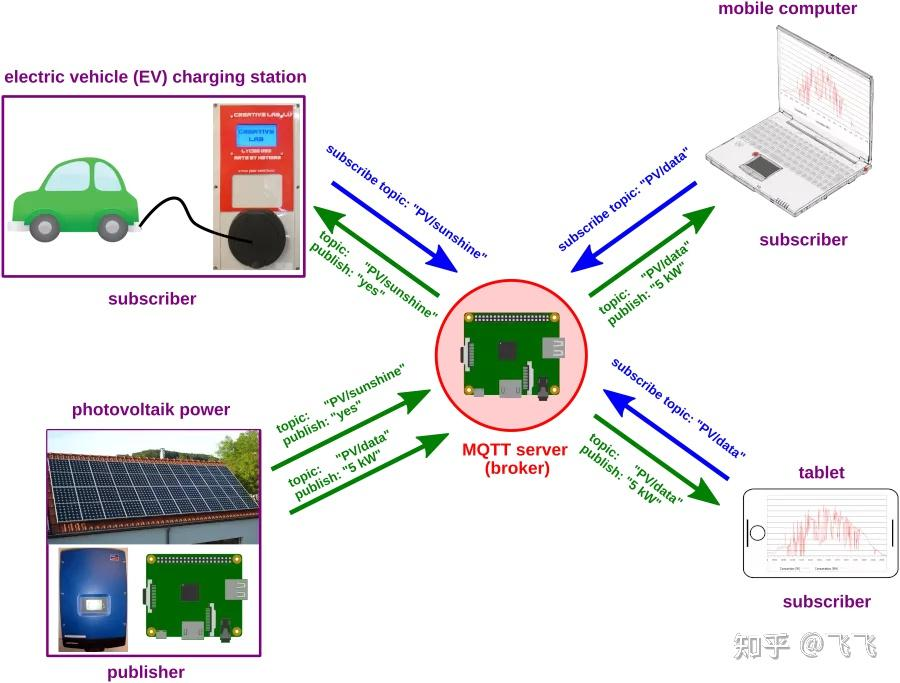 mobile computer
electric vehicle (EV) charging station
CREATIVE LAB
subscribe topic: "PV/sunshine"
topic: "PV/sunshine"
publish: "yes"
subscriber
subscribe topic: "PV/data"
topic: "PV/data"
publish: "5 kW"
subscriber
photovoltaik power
topic: "PV/sunshine"
publish: "yes"
topic: "PV/data"
publish: "5 kW"
publisher
MQTT server
(broker)
subscribe topic: "PV/data"
topic: "PV/data"
publish: "5 kW"
tablet
subscriber
知乎 @飞飞